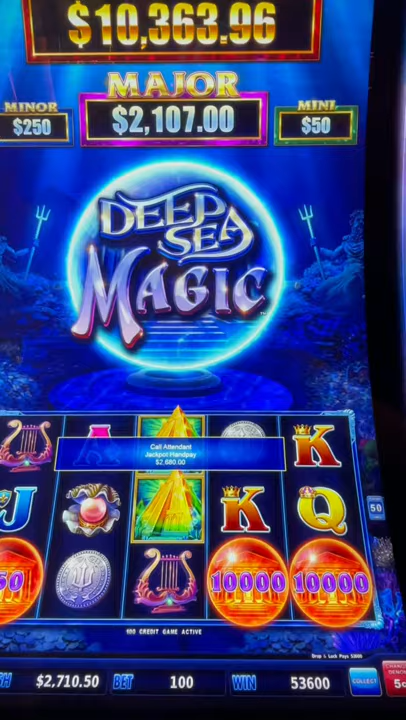 $10,363.96
MAJOR
MINOR
$2,107.00
MINI
$250
$50
DEEP
SEA
MAGIC
K
Call Attendant
Jackpot Handpay
$2,680.00
J
K
Q
50
10000
10000
100 CREDIT GAME ACTIVE
$2,710.50
BET
100
WIN
53600
COLLECT
5¢